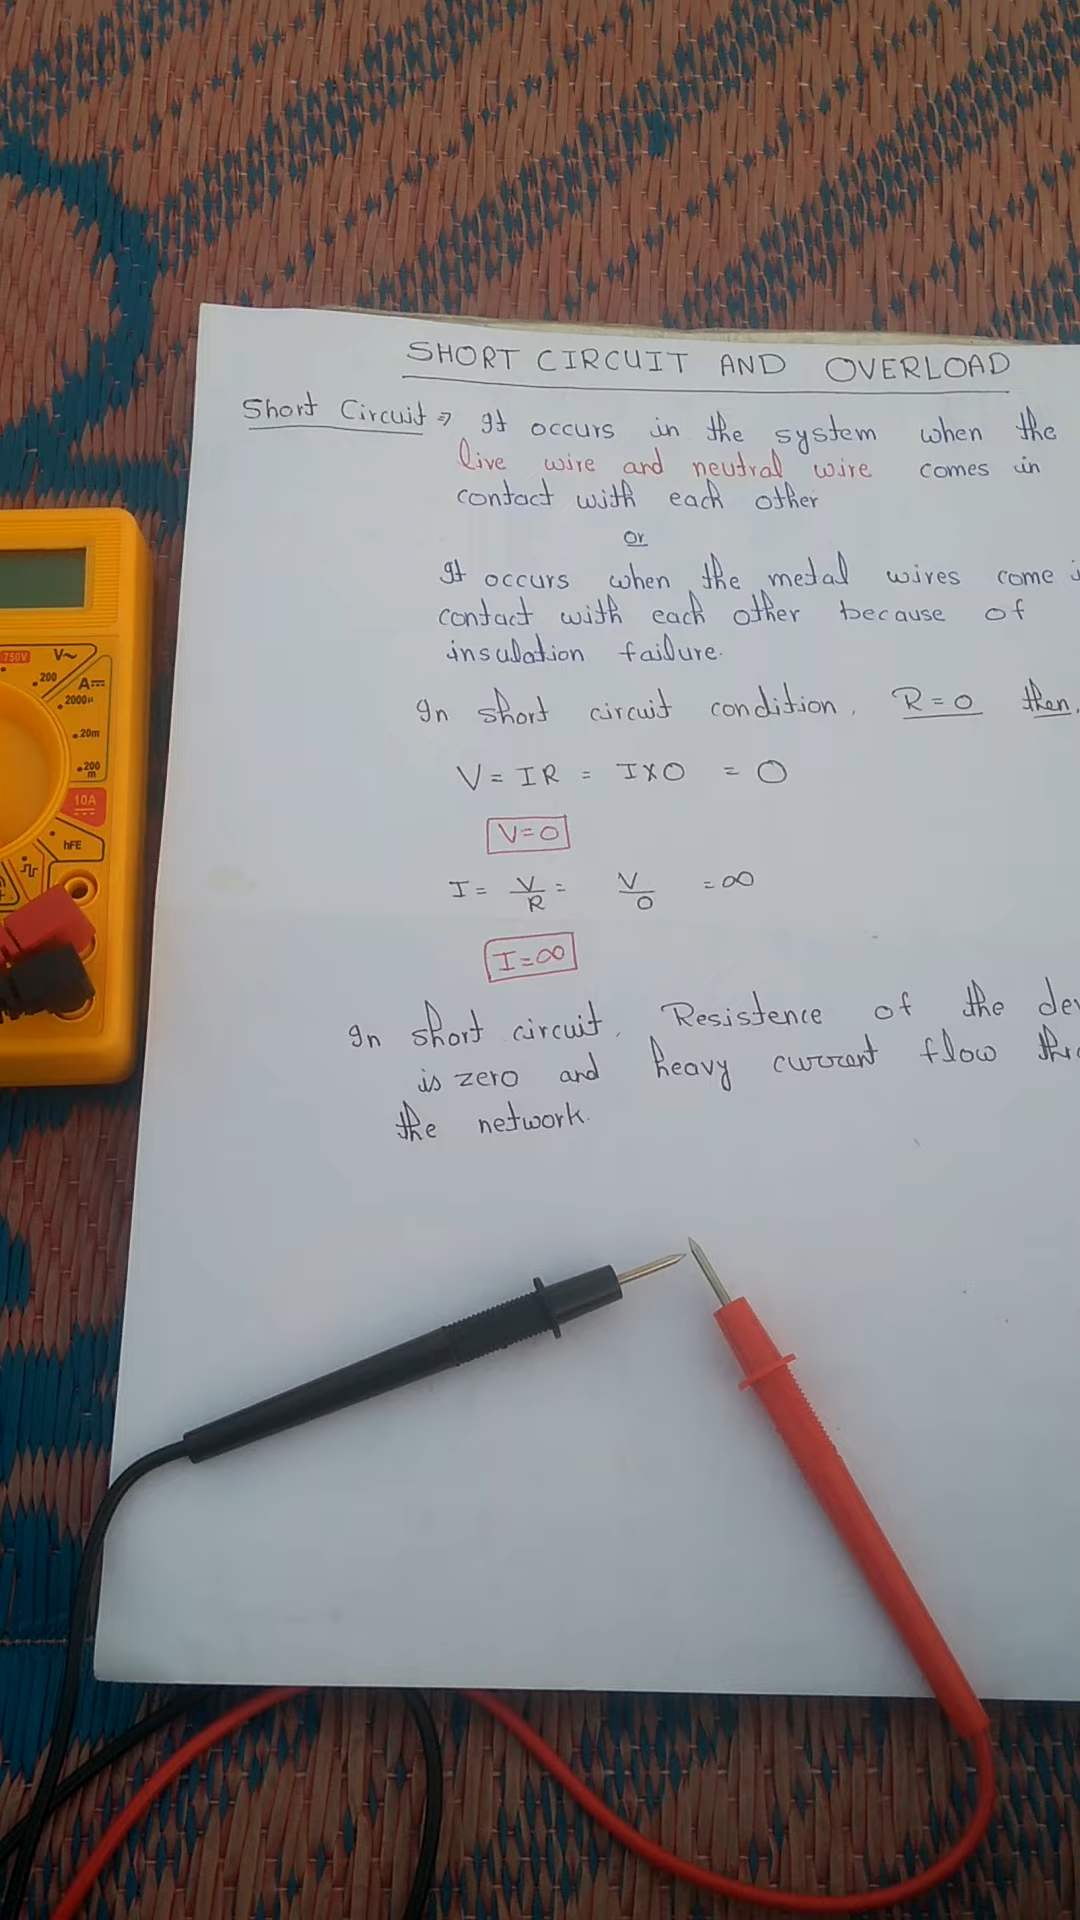 SHORT CIRCUIT AND OVERLOAD
Short Circuit ⇒ It occurs in the system when the
live wire and neutral wire comes in
contact with each other
or
It occurs when the metal wires come
contact with each other because of
insulation failure.
In short circuit condition, R=0 then,
V = IR = I×0 = 0
V=0
I = V/R = V/0 = ∞
I=∞
In short circuit, Resistence of the
is zero and heavy current flow
the network.
750V
V~
200
A
2000µ
20m
200
m
10A
hFE